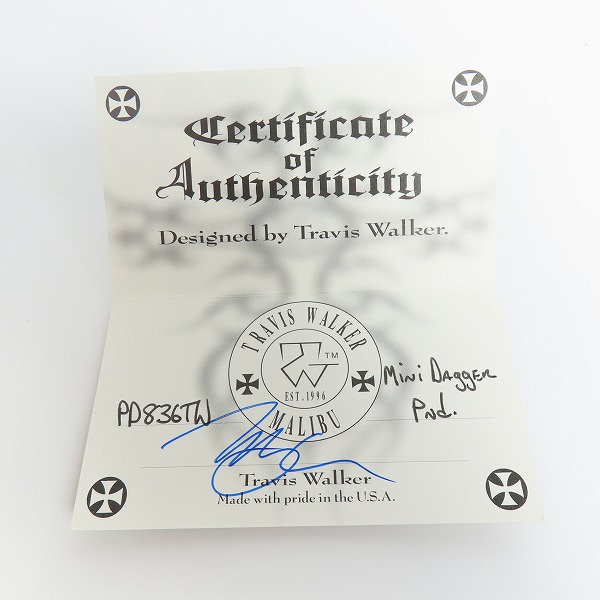 Certificate
of
Authenticity
Designed by Travis Walker.
TRAVIS WALKER
TW TM
EST. 1996
MALIBU
PD836TW
Mini Dagger
Pnd.
Travis Walker
Made with pride in the U.S.A.